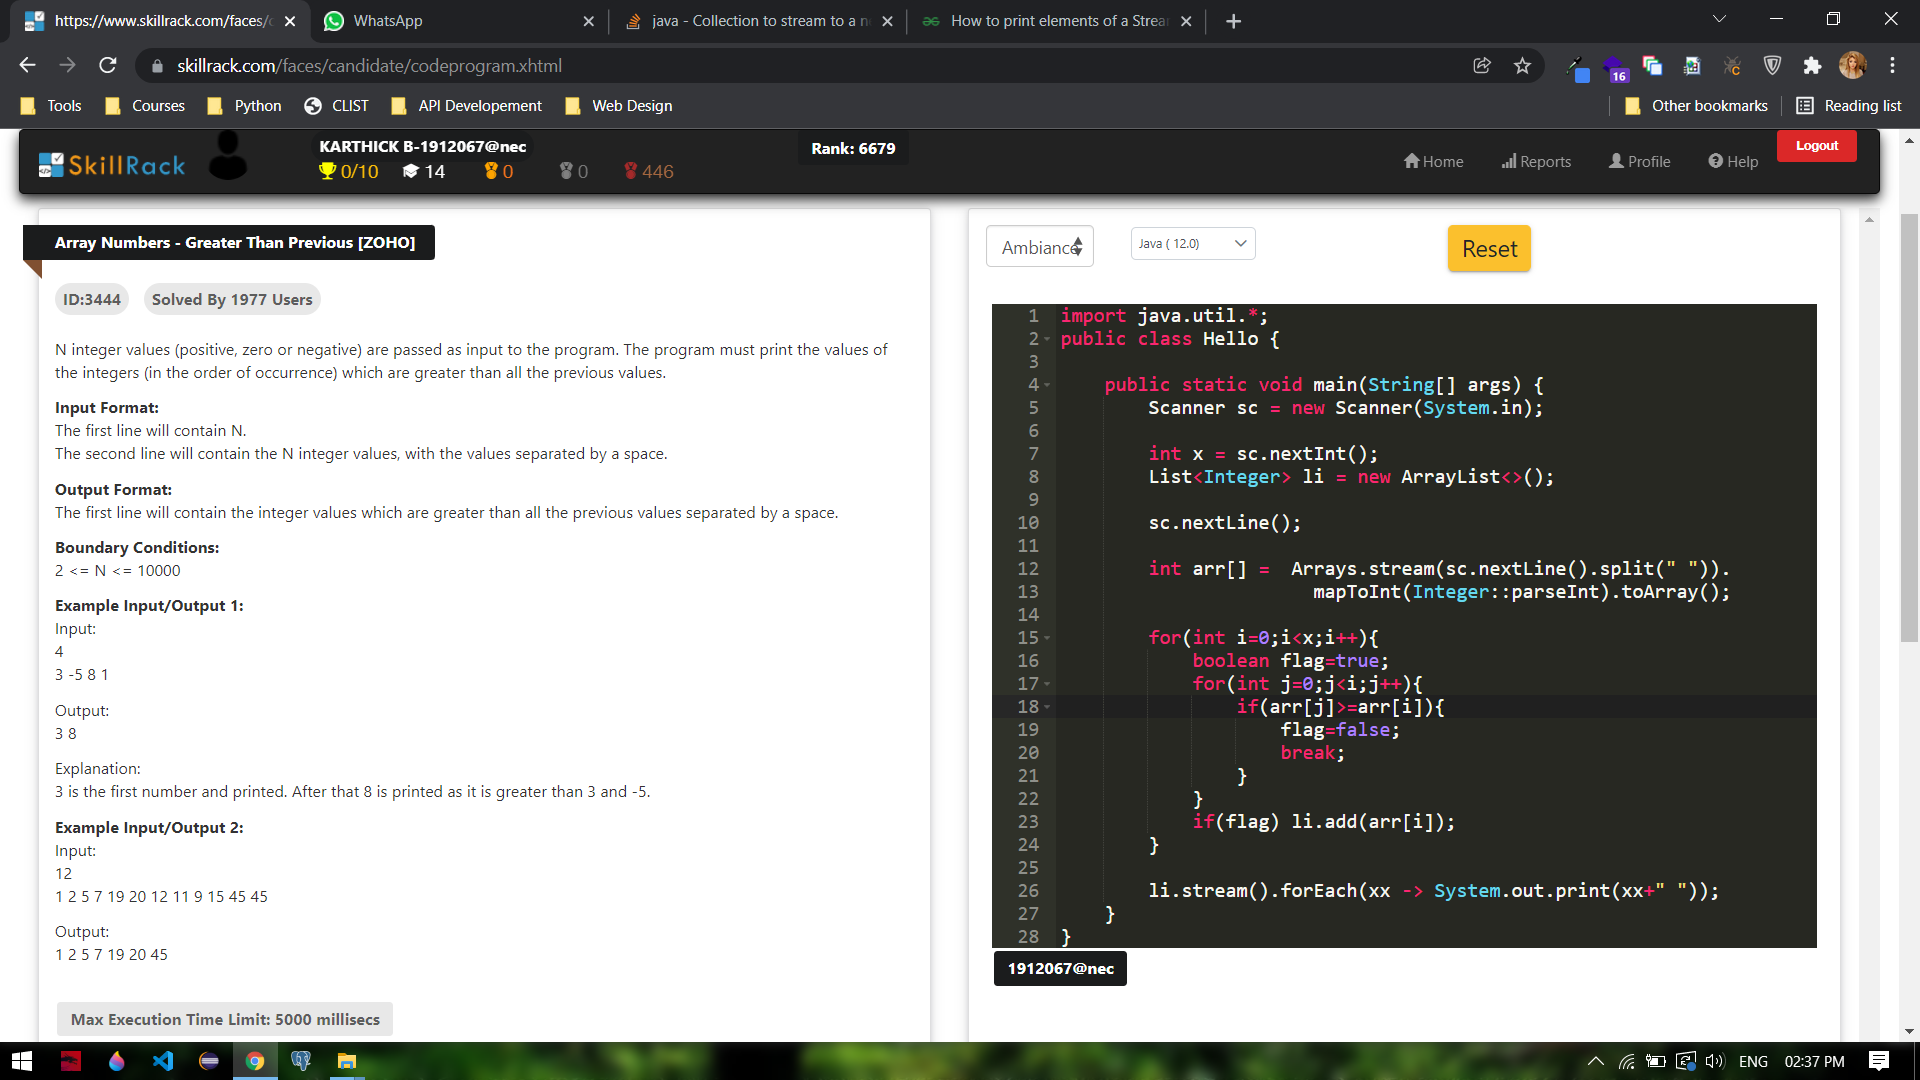 https://www.skillrack.com/faces/c
WhatsApp
java - Collection to stream to a n
How to print elements of a Strea
skillrack.com/faces/candidate/codeprogram.xhtml
16
Tools
Courses
Python
CLIST
API Developement
Web Design
Other bookmarks
Reading list
SkillRack
KARTHICK B-1912067@nec
0/10
14
0
0
446
Rank: 6679
Home
Reports
Profile
Help
Logout
Array Numbers - Greater Than Previous [ZOHO]
ID:3444
Solved By 1977 Users
N integer values (positive, zero or negative) are passed as input to the program. The program must print the values of
the integers (in the order of occurrence) which are greater than all the previous values.
Input Format:
The first line will contain N.
The second line will contain the N integer values, with the values separated by a space.
Output Format:
The first line will contain the integer values which are greater than all the previous values separated by a space.
Boundary Conditions:
2 <= N <= 10000
Example Input/Output 1:
Input:
4
3 -5 8 1
Output:
3 8
Explanation:
3 is the first number and printed. After that 8 is printed as it is greater than 3 and -5.
Example Input/Output 2:
Input:
12
1 2 5 7 19 20 12 11 9 15 45 45
Output:
1 2 5 7 19 20 45
Max Execution Time Limit: 5000 millisecs
Ambiance
Java ( 12.0)
Reset
1 import java.util.*;
2 public class Hello {
3
4 public static void main(String[] args) {
5 Scanner sc = new Scanner(System.in);
6
7 int x = sc.nextInt();
8 List<Integer> li = new ArrayList<>();
9
10 sc.nextLine();
11
12 int arr[] =  Arrays.stream(sc.nextLine().split(" ")).
13 mapToInt(Integer::parseInt).toArray();
14
15 for(int i=0;i<x;i++){
16 boolean flag=true;
17 for(int j=0;j<i;j++){
18 if(arr[j]>=arr[i]){
19 flag=false;
20 break;
21 }
22 }
23 if(flag) li.add(arr[i]);
24 }
25
26 li.stream().forEach(xx -> System.out.print(xx+" "));
27 }
28 }
1912067@nec
ENG
02:37 PM